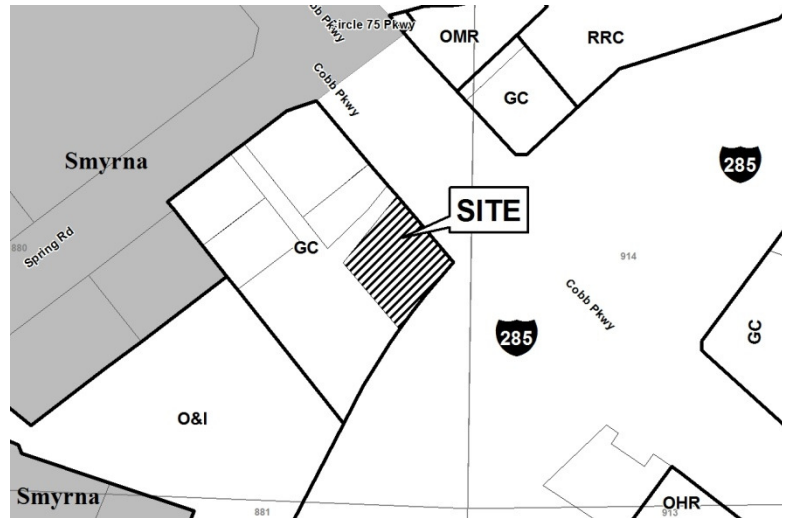 Cobb Pkwy
Circle 75 Pkwy
OMR
RRC
Cobb Pkwy
GC
Smyrna
285
SITE
Spring Rd
880
GC
914
Cobb Pkwy
285
GC
O&I
Smyrna
881
913
OHR